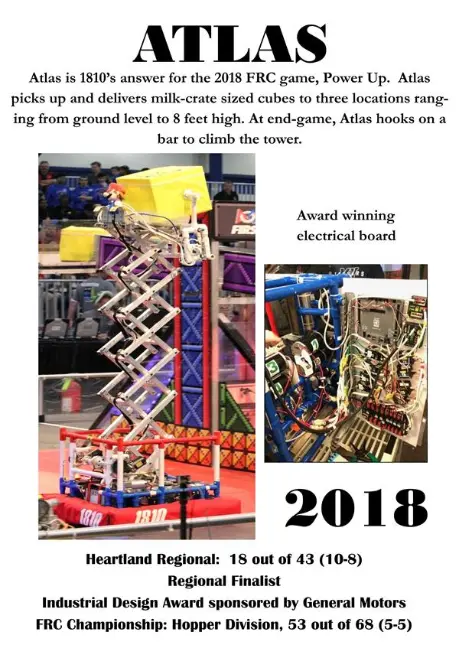 ATLAS
Atlas is 1810's answer for the 2018 FRC game, Power Up. Atlas
picks up and delivers milk-crate sized cubes to three locations rang-
ing from ground level to 8 feet high. At end-game, Atlas hooks on a
bar to climb the tower.
Award winning
electrical board
1810
1810
2018
Heartland Regional: 18 out of 43 (10-8)
Regional Finalist
Industrial Design Award sponsored by General Motors
FRC Championship: Hopper Division, 53 out of 68 (5-5)